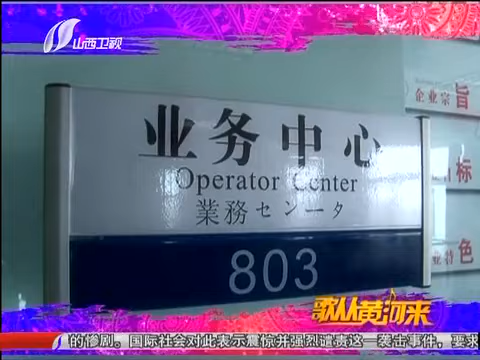 山西卫视
业务中心
Operator Center
業務センータ
803
企业宗旨
标
特色
歌从黄河来
的惨剧。国际社会对此表示震惊并强烈谴责这一袭击事件，要求